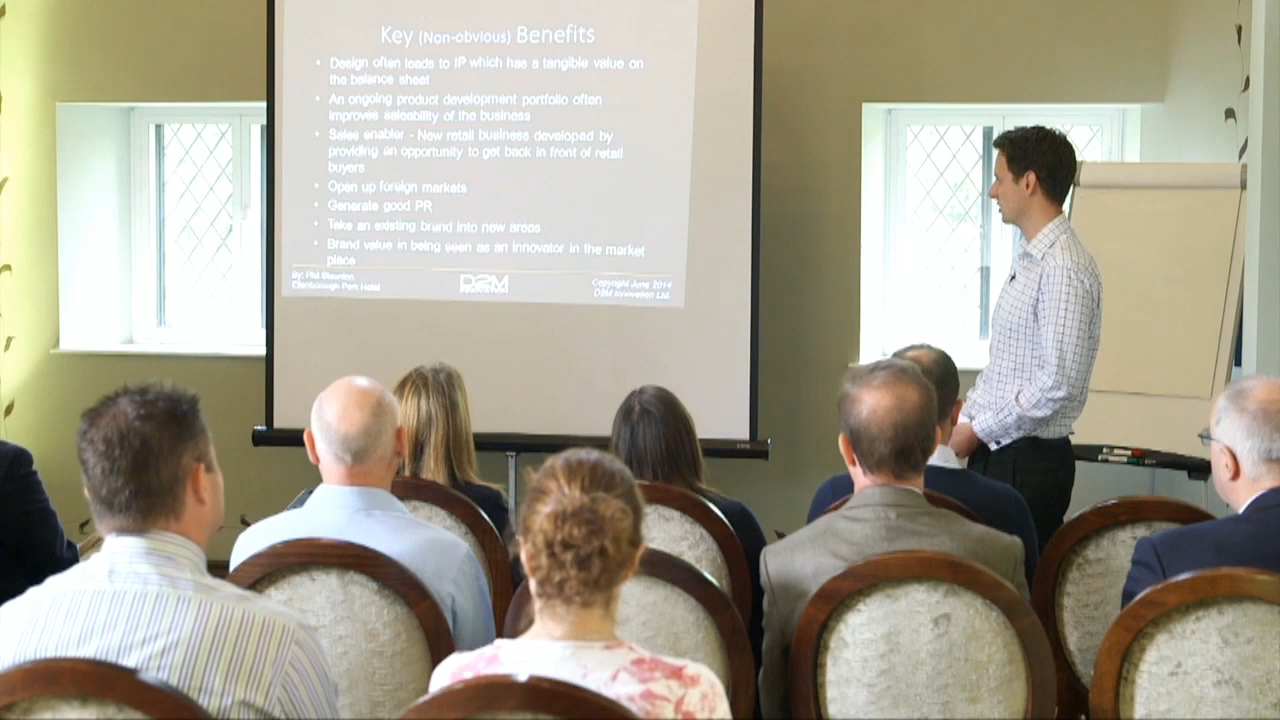 Key (Non-obvious) Benefits
• Design often leads to IP which has a tangible value on
the balance sheet
• An ongoing product development portfolio often
improves saleability of the business
• Sales enabler - New retail business developed by
providing an opportunity to get back in front of retail
buyers
• Open up foreign markets
• Generate good PR
• Take an existing brand into new areas
• Brand value in being seen as an innovator in the market
place
By: Phil Staunton
Ellenborough Park Hotel
D2M
INNOVATION
Copyright June 2014
D2M Innovation Ltd.